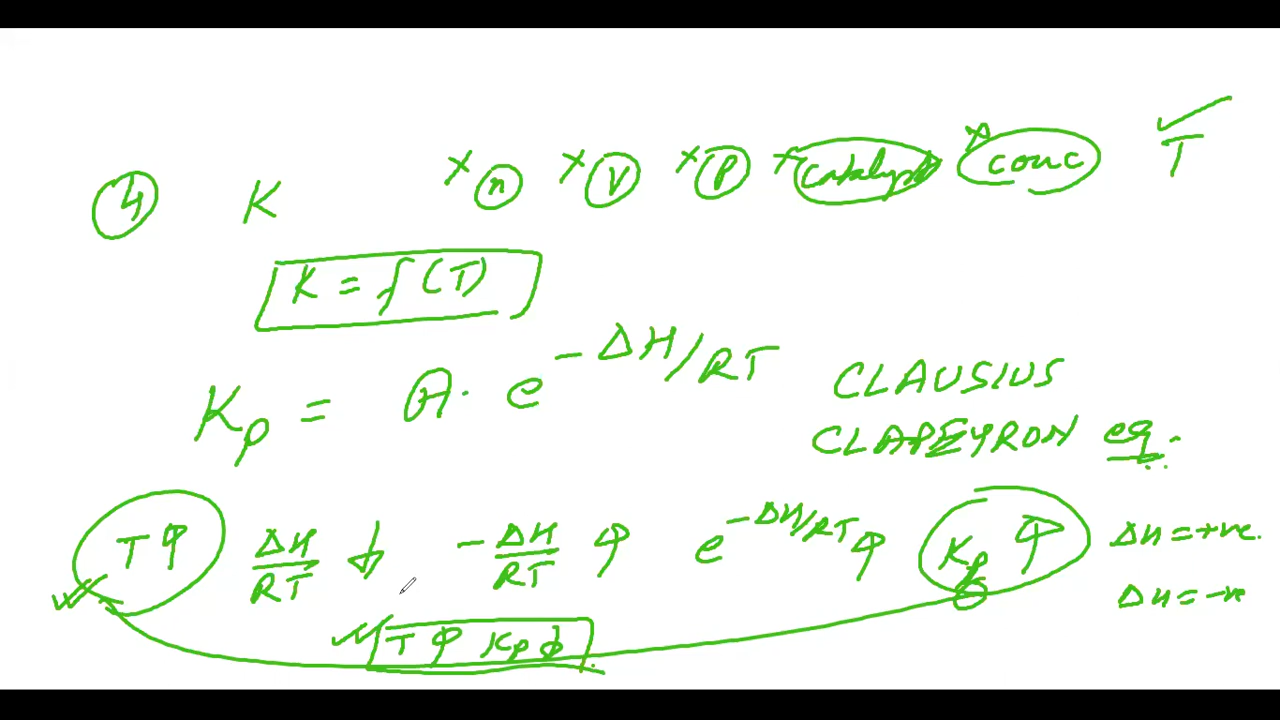 ④ K ×ⓝ ×Ⓥ ×Ⓟ ×catalyst ×conc ✓T
K = f(T)
Kp = A. e^-ΔH/RT CLAUSIUS
CLAPEYRON eq.
T↑ ΔH/RT ↓ -ΔH/RT ↑ e^-ΔH/RT ↑ Kp ↑ ΔH = +ve.
ΔH = -ve
T↑ Kp↓